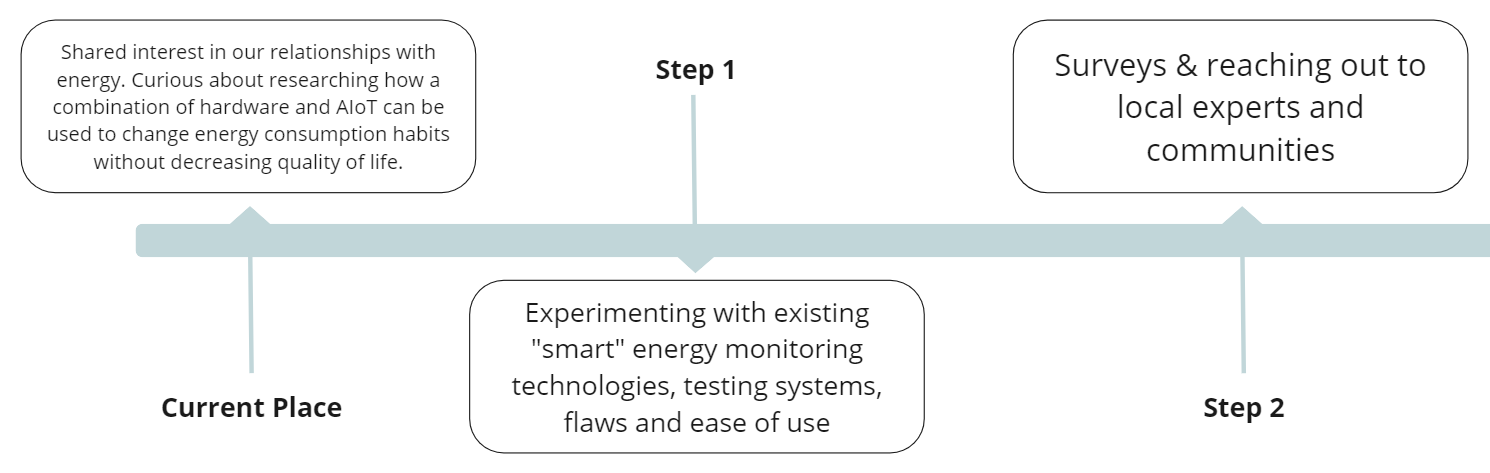 Shared interest in our relationships with
energy. Curious about researching how a
combination of hardware and AIoT can be
used to change energy consumption habits
without decreasing quality of life.
Current Place
Step 1
Experimenting with existing
"smart" energy monitoring
technologies, testing systems,
flaws and ease of use
Surveys & reaching out to
local experts and
communities
Step 2